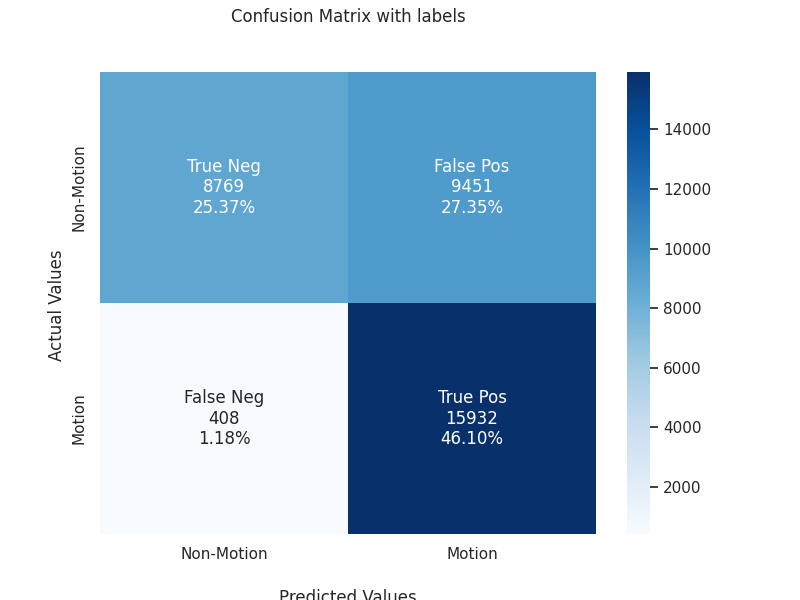 Confusion Matrix with labels
Actual Values
Non-Motion
Motion
True Neg
8769
25.37%
False Pos
9451
27.35%
False Neg
408
1.18%
True Pos
15932
46.10%
Non-Motion
Motion
Predicted Values
14000
12000
10000
8000
6000
4000
2000